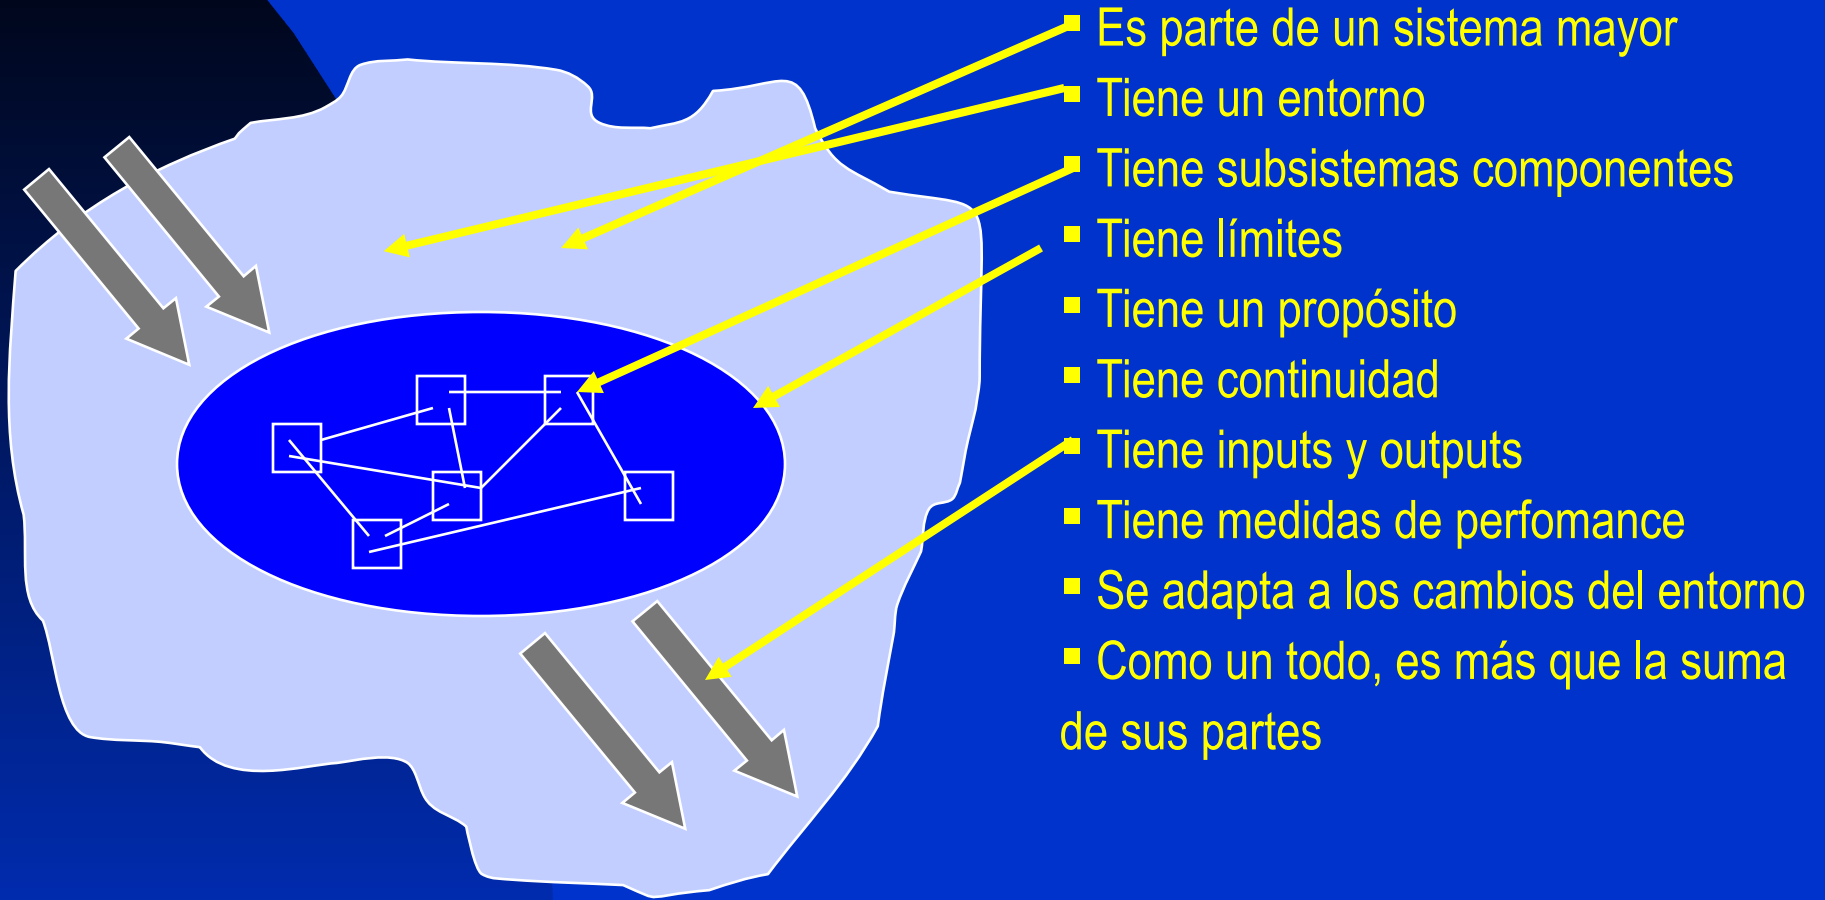 ▪ Es parte de un sistema mayor
▪ Tiene un entorno
▪ Tiene subsistemas componentes
▪ Tiene límites
▪ Tiene un propósito
▪ Tiene continuidad
▪ Tiene inputs y outputs
▪ Tiene medidas de perfomance
▪ Se adapta a los cambios del entorno
▪ Como un todo, es más que la suma
de sus partes